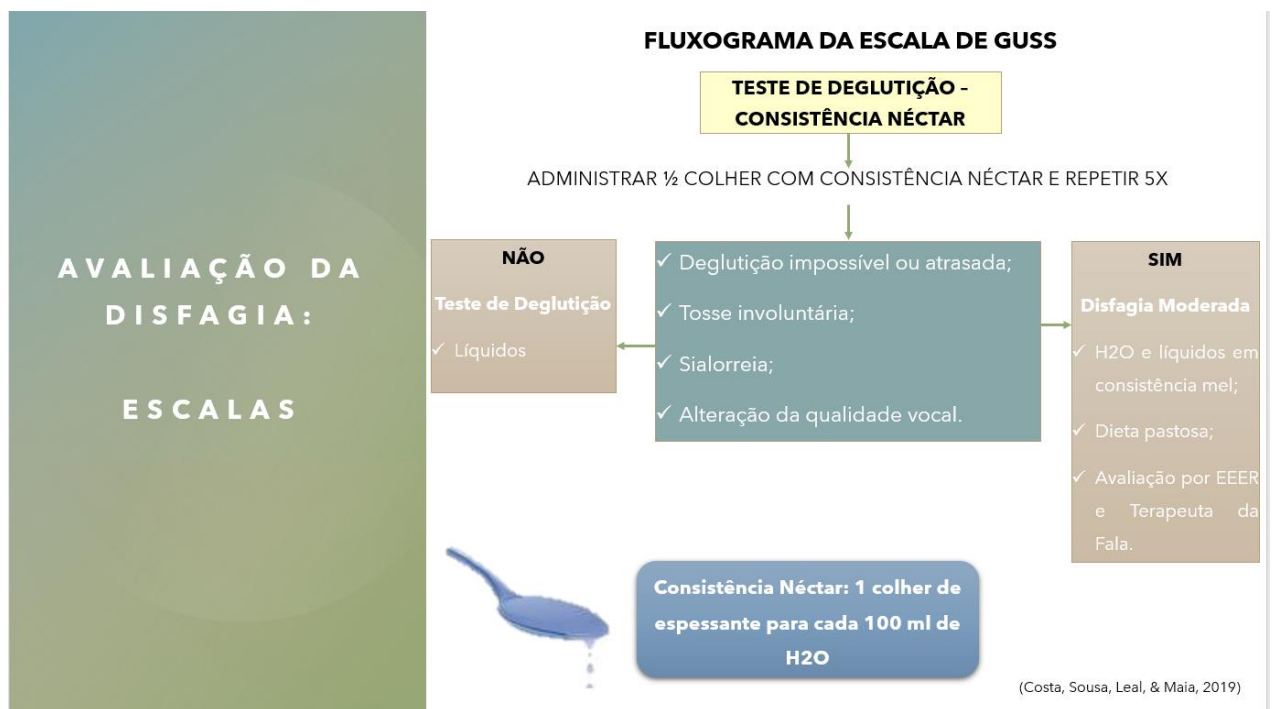 AVALIAÇÃO DA
DISFAGIA:
ESCALAS
FLUXOGRAMA DA ESCALA DE GUSS
TESTE DE DEGLUTIÇÃO –
CONSISTÊNCIA NÉCTAR
ADMINISTRAR ½ COLHER COM CONSISTÊNCIA NÉCTAR E REPETIR 5X
NÃO
Teste de Deglutição
✓ Líquidos
✓ Deglutição impossível ou atrasada;
✓ Tosse involuntária;
✓ Sialorreia;
✓ Alteração da qualidade vocal.
SIM
Disfagia Moderada
✓ H2O e líquidos em
consistência mel;
✓ Dieta pastosa;
✓ Avaliação por EEER
e Terapeuta da
Fala.
Consistência Néctar: 1 colher de
espessante para cada 100 ml de
H2O
(Costa, Sousa, Leal, & Maia, 2019)